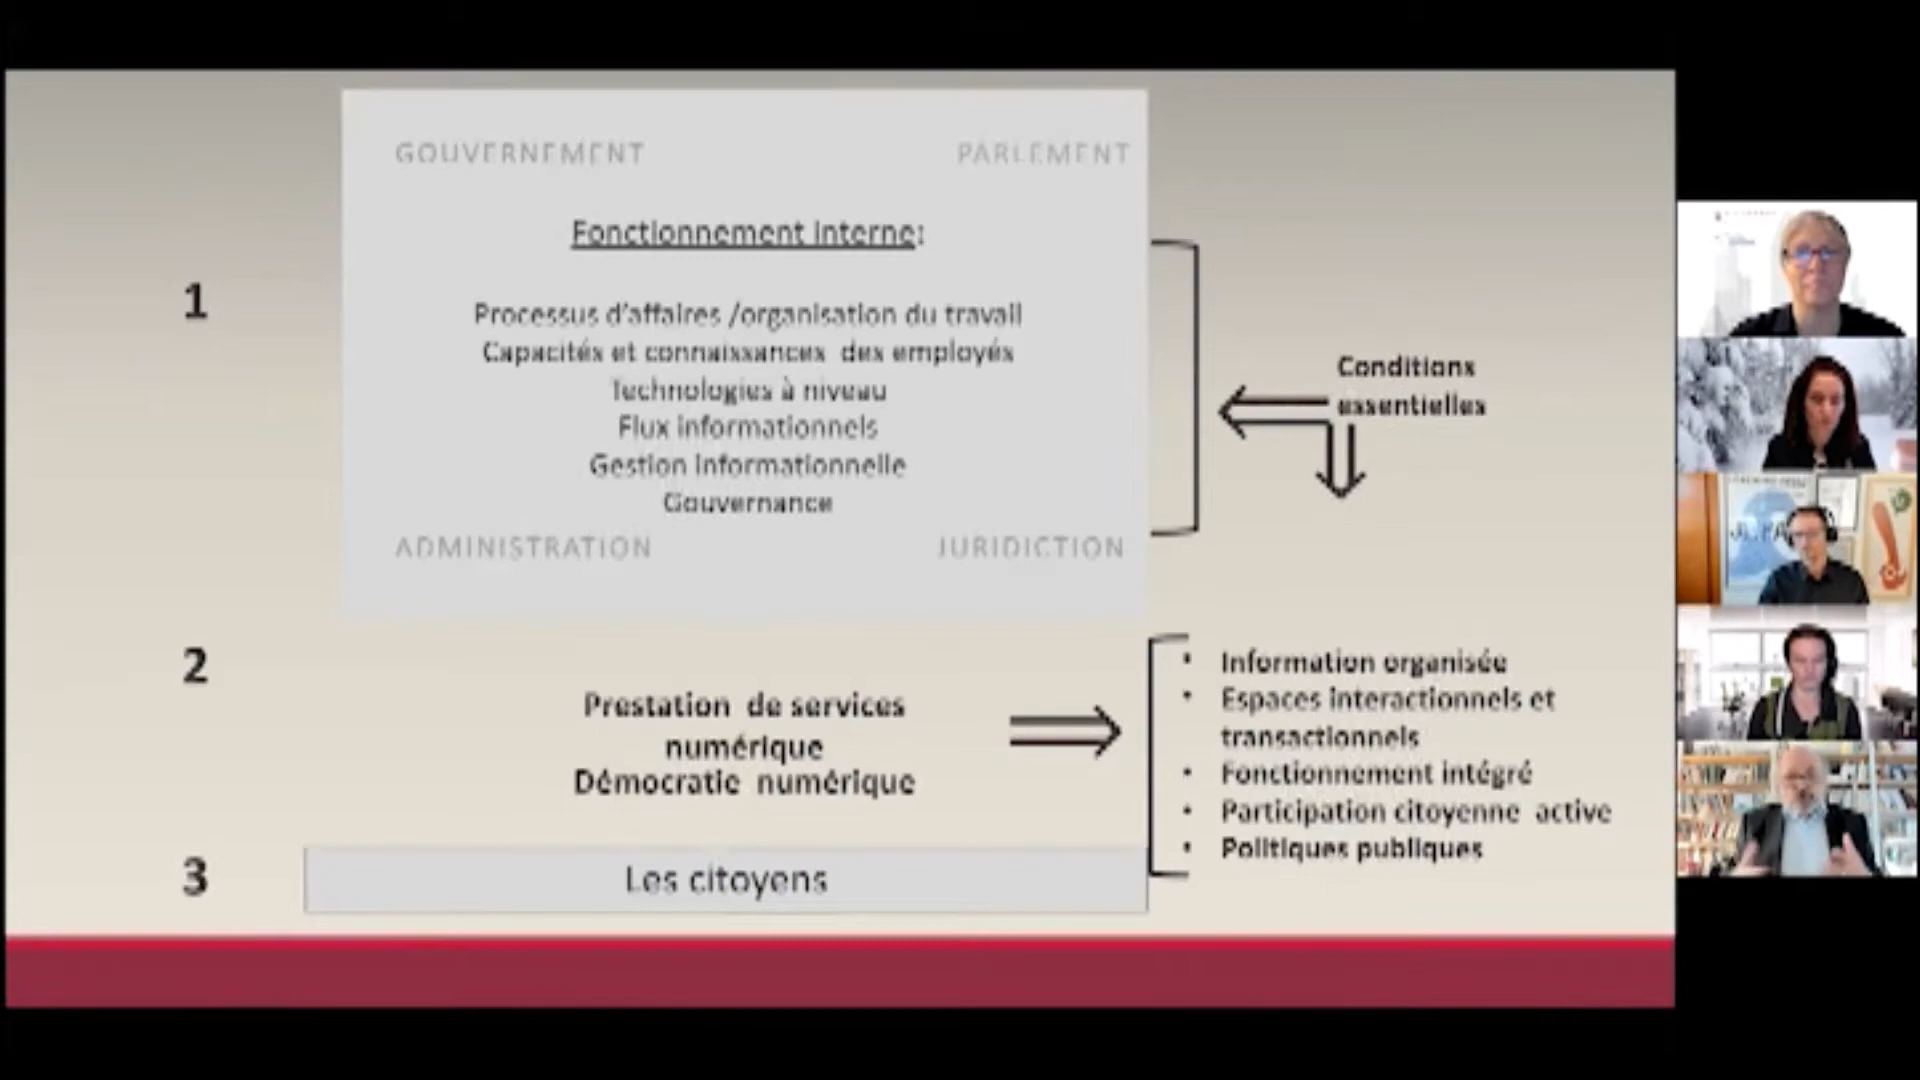 GOUVERNEMENT
PARLEMENT
Fonctionnement interne:
1
Processus d'affaires /organisation du travail
Capacités et connaissances des employés
Technologies à niveau
Flux informationnels
Gestion informationnelle
Gouvernance
Conditions
essentielles
ADMINISTRATION
JURIDICTION
2
Prestation de services
numérique
Démocratie numérique
• Information organisée
• Espaces interactionnels et
transactionnels
• Fonctionnement intégré
• Participation citoyenne active
• Politiques publiques
3
Les citoyens